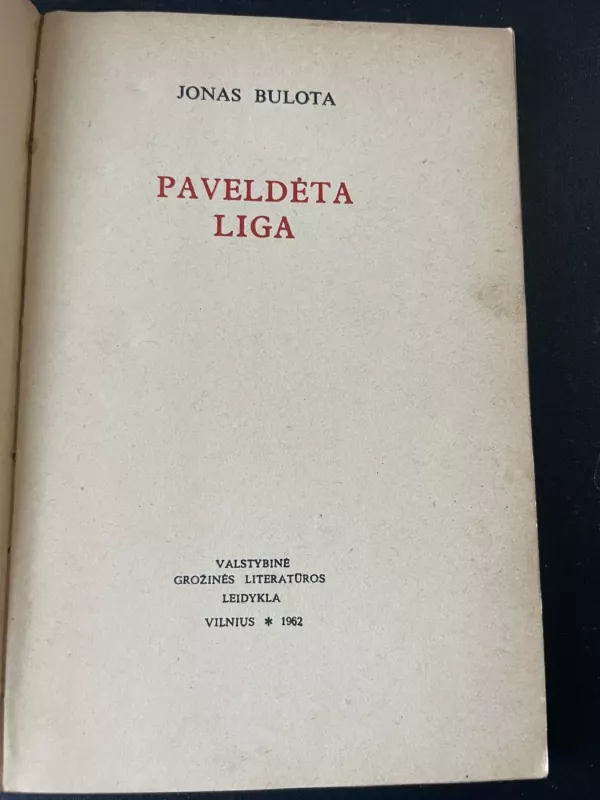 JONAS BULOTA
PAVELDĖTA
LIGA
VALSTYBINĖ
GROŽINĖS LITERATŪROS
LEIDYKLA
VILNIUS * 1962